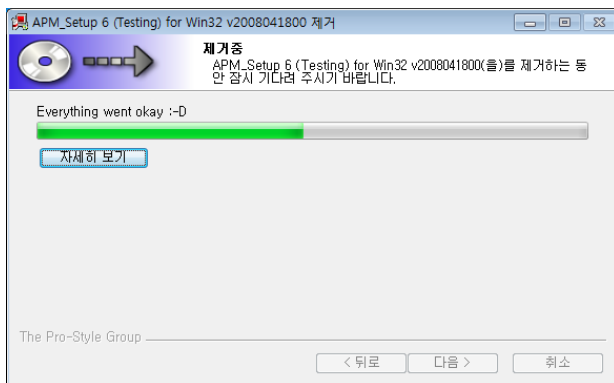 APM_Setup 6 (Testing) for Win32 v2008041800 제거
제거중
APM_Setup 6 (Testing) for Win32 v2008041800(을)를 제거하는 동
안 잠시 기다려 주시기 바랍니다.
Everything went okay :-D
자세히 보기
The Pro-Style Group
< 뒤로 다음 > 취소